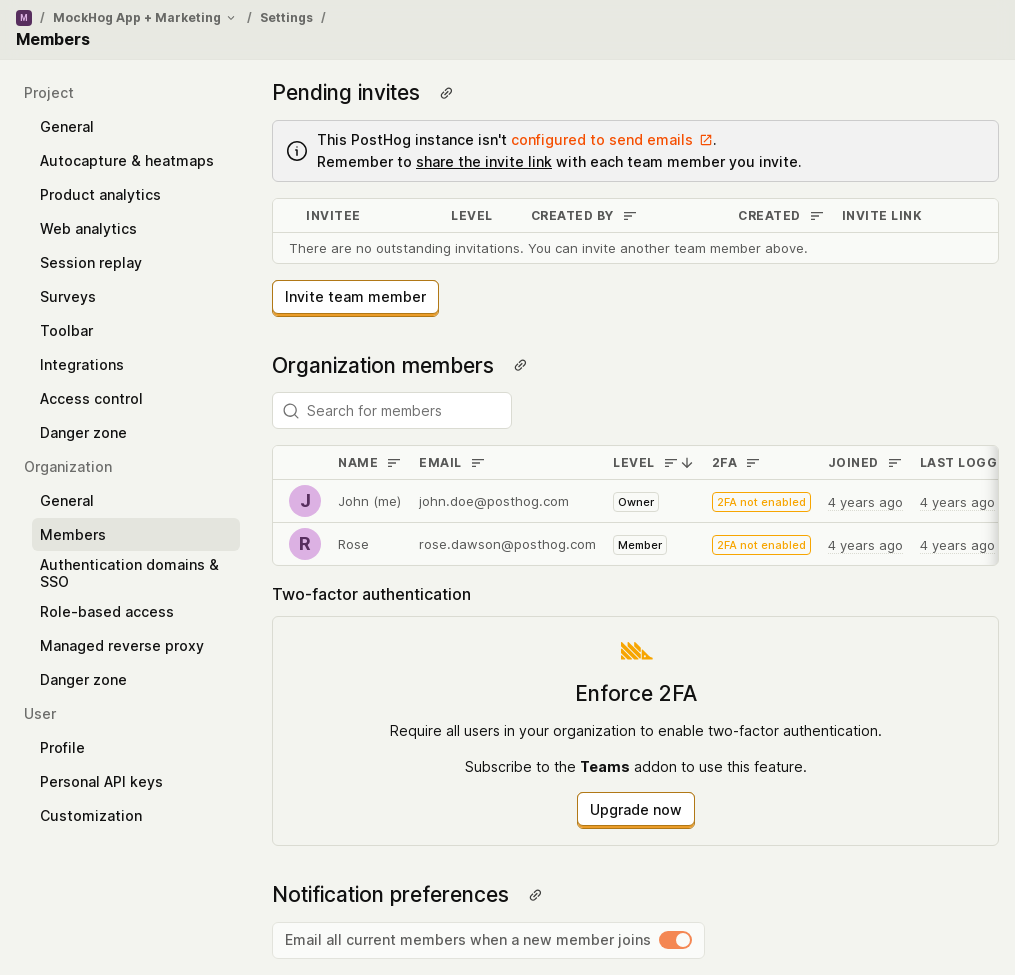 M / MockHog App + Marketing / Settings /
Members
Project
General
Autocapture & heatmaps
Product analytics
Web analytics
Session replay
Surveys
Toolbar
Integrations
Access control
Danger zone
Organization
General
Members
Authentication domains &
SSO
Role-based access
Managed reverse proxy
Danger zone
User
Profile
Personal API keys
Customization
Pending invites
This PostHog instance isn't configured to send emails .
Remember to share the invite link with each team member you invite.
INVITEE LEVEL CREATED BY CREATED INVITE LINK
There are no outstanding invitations. You can invite another team member above.
Invite team member
Organization members
Search for members
NAME EMAIL LEVEL 2FA JOINED LAST LOGG
J John (me) john.doe@posthog.com Owner 2FA not enabled 4 years ago 4 years ago
R Rose rose.dawson@posthog.com Member 2FA not enabled 4 years ago 4 years ago
Two-factor authentication
Enforce 2FA
Require all users in your organization to enable two-factor authentication.
Subscribe to the Teams addon to use this feature.
Upgrade now
Notification preferences
Email all current members when a new member joins